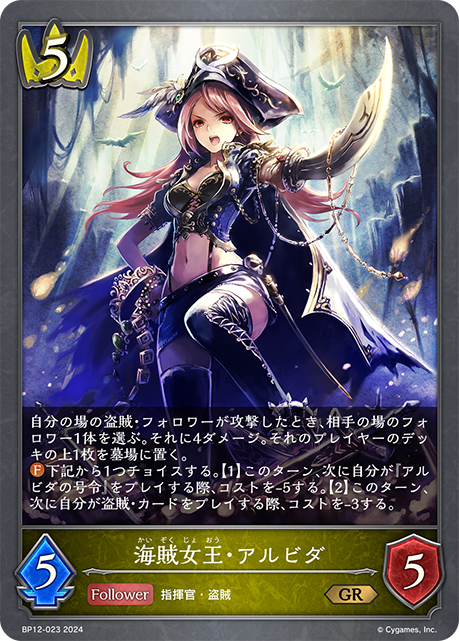 5
自分の場の盗賊・フォロワーが攻撃したとき、相手の場のフォ
ロワー1体を選ぶ。それに4ダメージ。それのプレイヤーのデッ
キの上1枚を墓場に置く。
F 下記から1つチョイスする。【1】このターン、次に自分が『アル
ビダの号令』をプレイする際、コストを-5する。【2】このターン、
次に自分が盗賊・カードをプレイする際、コストを-3する。
かい ぞく じょ おう
海賊女王・アルビダ
5
Follower 指揮官・盗賊
GR
5
BP12-023 2024
© Cygames, Inc.